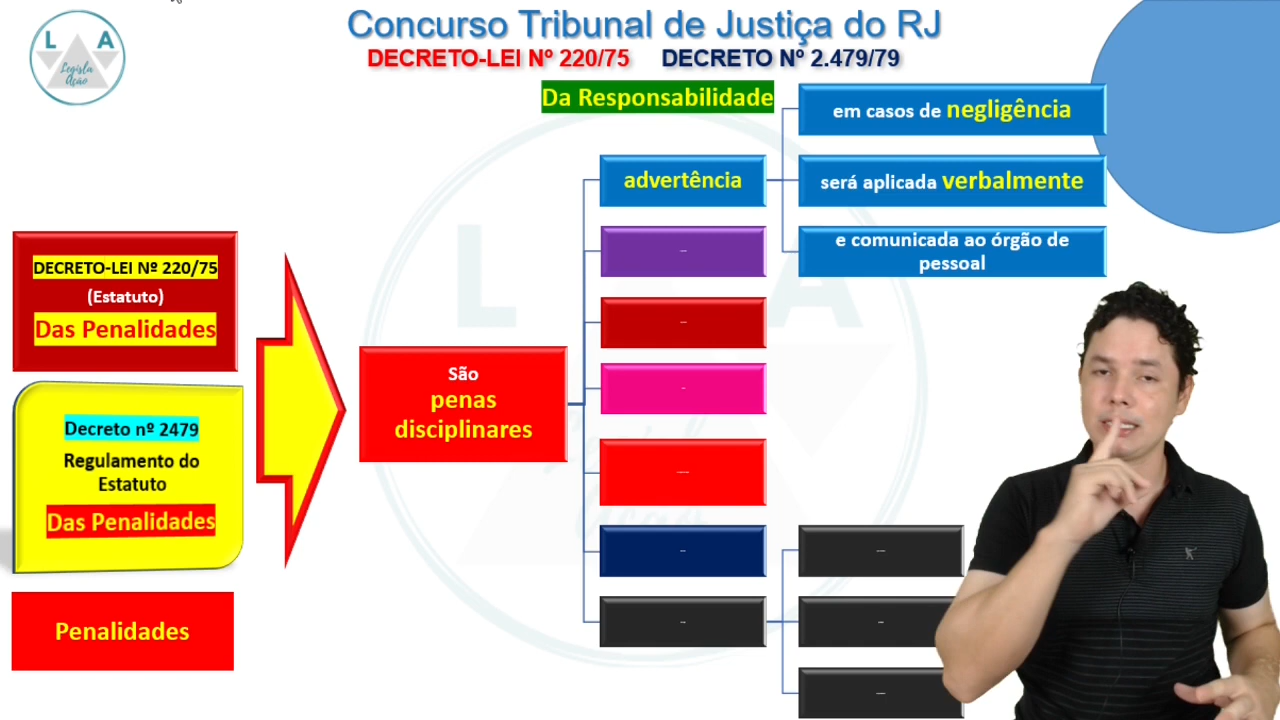 L A
Legisla
Ação
Concurso Tribunal de Justiça do RJ
DECRETO-LEI Nº 220/75 DECRETO Nº 2.479/79
Da Responsabilidade
em casos de negligência
advertência
será aplicada verbalmente
e comunicada ao órgão de
pessoal
DECRETO-LEI Nº 220/75
(Estatuto)
Das Penalidades
São
penas
disciplinares
Decreto nº 2479
Regulamento do
Estatuto
Das Penalidades
Penalidades
L A